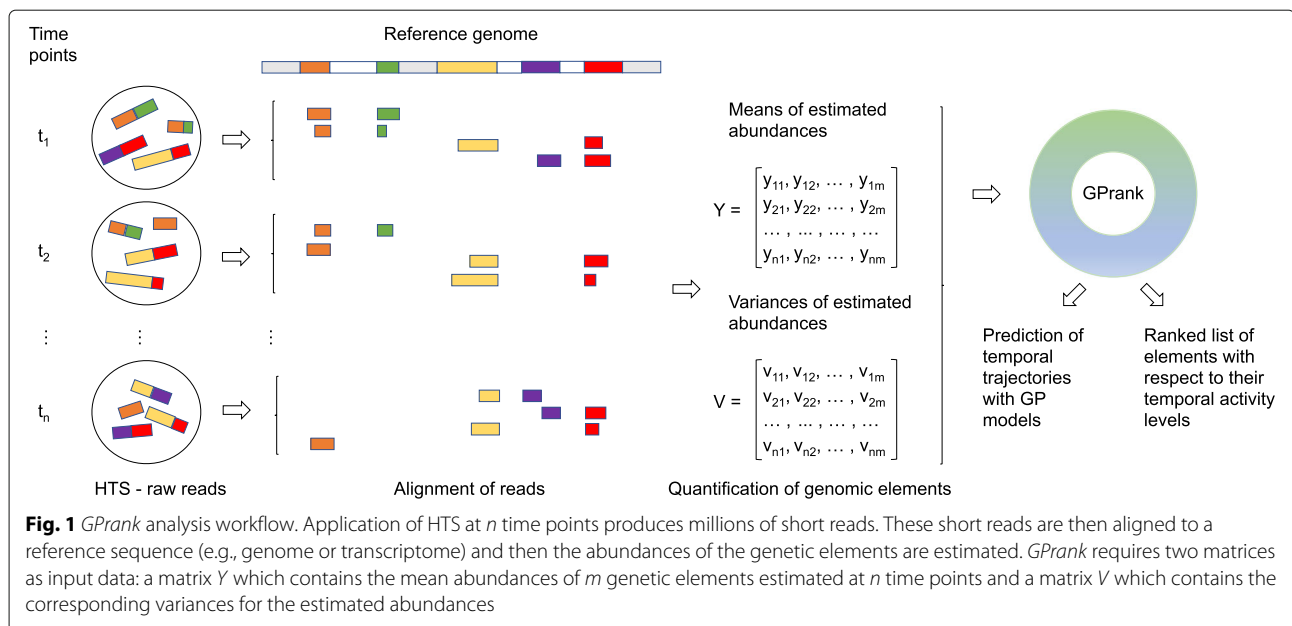 Time
points
Reference genome
t1
t2
⋮ ⋮ ⋮
tn
HTS - raw reads
Alignment of reads
Means of estimated
abundances
Y =
y11, y12, … , y1m
y21, y22, … , y2m
… , … , … , …
yn1, yn2, … , ynm
Variances of estimated
abundances
V =
v11, v12, … , v1m
v21, v22, … , v2m
… , … , … , …
vn1, vn2, … , vnm
Quantification of genomic elements
GPrank
Prediction of
temporal
trajectories
with GP
models
Ranked list of
elements with
respect to their
temporal activity
levels
Fig. 1 GPrank analysis workflow. Application of HTS at n time points produces millions of short reads. These short reads are then aligned to a
reference sequence (e.g., genome or transcriptome) and then the abundances of the genetic elements are estimated. GPrank requires two matrices
as input data: a matrix Y which contains the mean abundances of m genetic elements estimated at n time points and a matrix V which contains the
corresponding variances for the estimated abundances